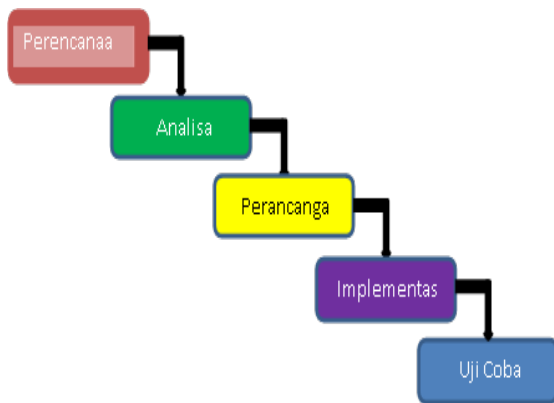 Perencanaa
Analisa
Perancanga
Implementas
Uji Coba